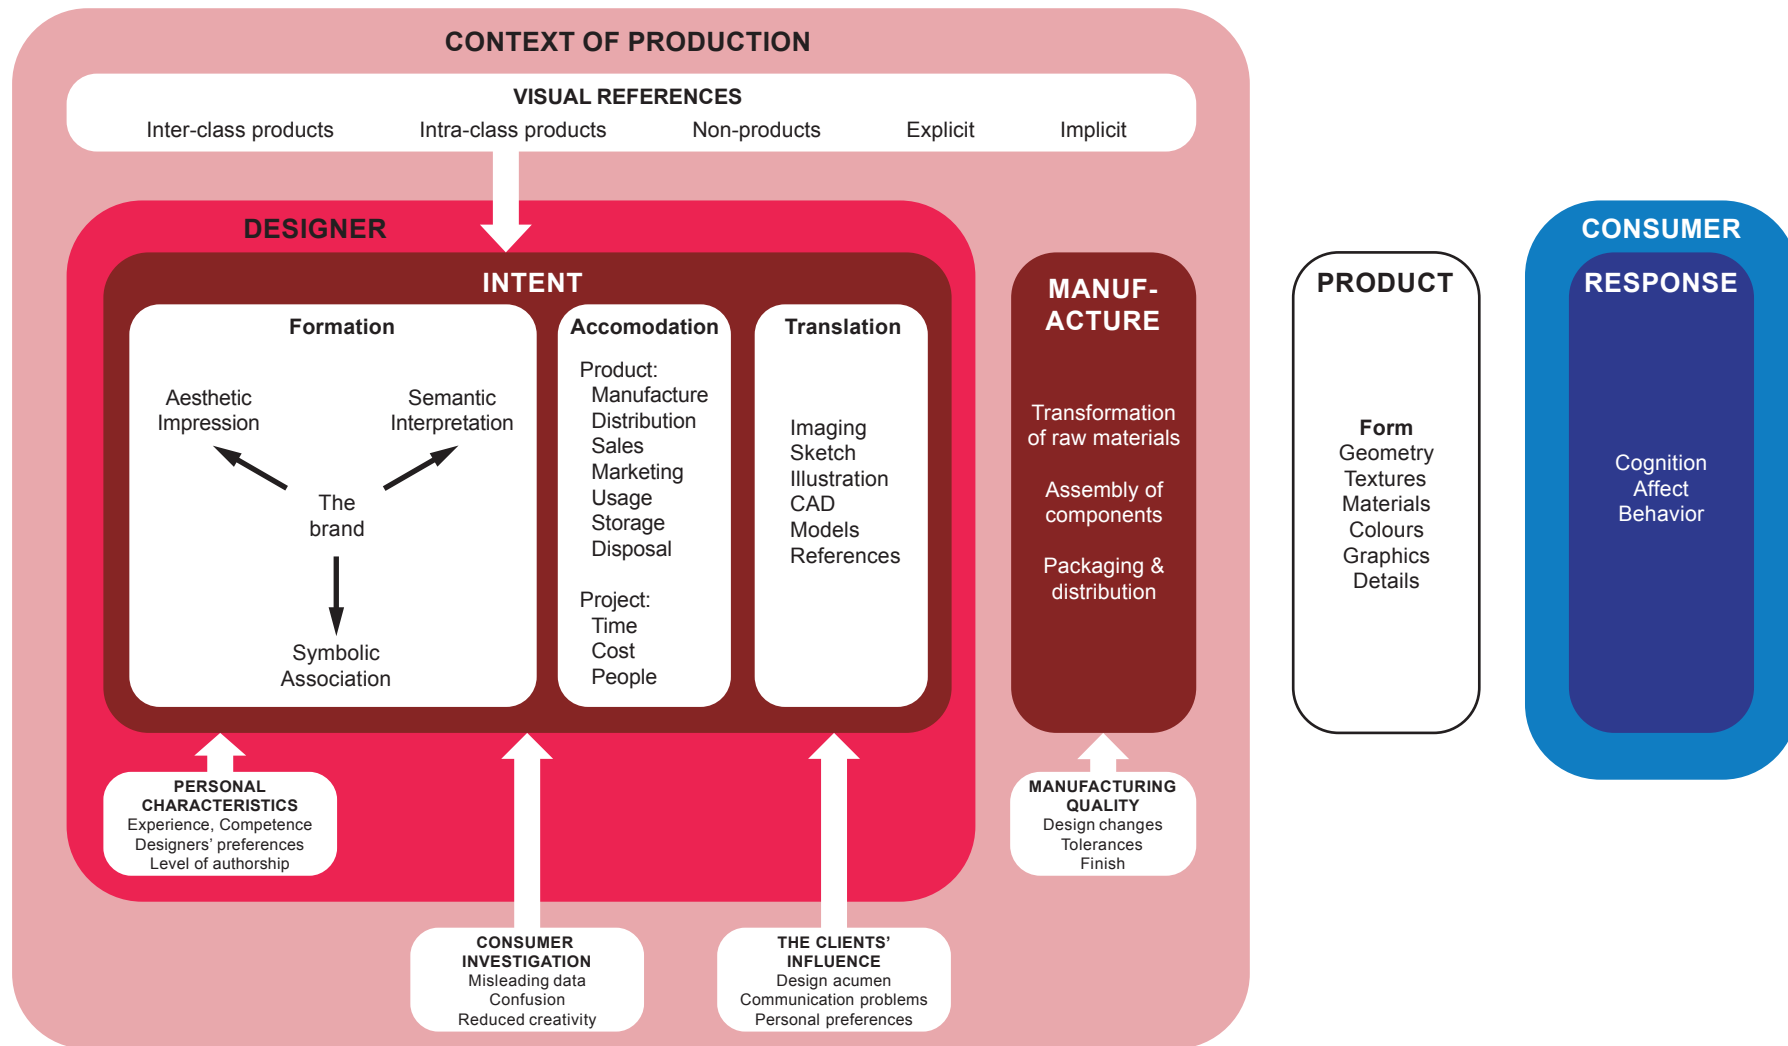 CONTEXT OF PRODUCTION
VISUAL REFERENCES
Inter-class products Intra-class products Non-products Explicit Implicit
DESIGNER
INTENT
Formation
Aesthetic
Impression
Semantic
Interpretation
The
brand
Symbolic
Association
Accomodation
Product:
Manufacture
Distribution
Sales
Marketing
Usage
Storage
Disposal
Project:
Time
Cost
People
Translation
Imaging
Sketch
Illustration
CAD
Models
References
PERSONAL
CHARACTERISTICS
Experience, Competence
Designers’ preferences
Level of authorship
CONSUMER
INVESTIGATION
Misleading data
Confusion
Reduced creativity
THE CLIENTS’
INFLUENCE
Design acumen
Communication problems
Personal preferences
MANUF-
ACTURE
Transformation
of raw materials
Assembly of
components
Packaging &
distribution
MANUFACTURING
QUALITY
Design changes
Tolerances
Finish
PRODUCT
Form
Geometry
Textures
Materials
Colours
Graphics
Details
CONSUMER
RESPONSE
Cognition
Affect
Behavior